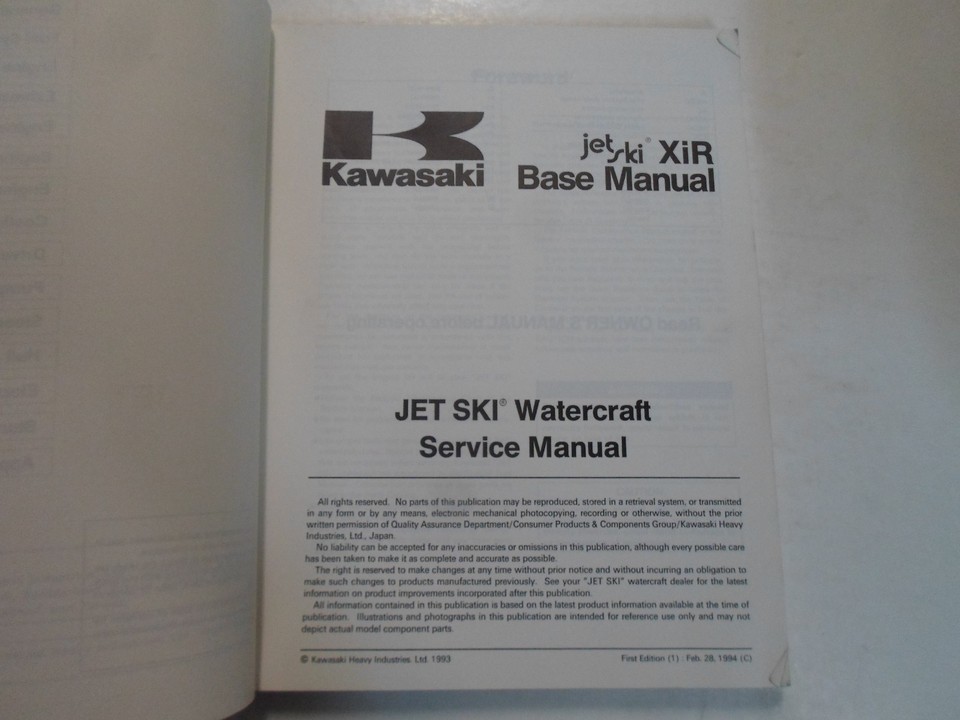 Kawasaki
jet ski® XiR
Base Manual
JET SKI® Watercraft
Service Manual
All rights reserved. No parts of this publication may be reproduced, stored in a retrieval system, or transmitted
in any form or by any means, electronic mechanical photocopying, recording or otherwise, without the prior
written permission of Quality Assurance Department/Consumer Products & Components Group/Kawasaki Heavy
Industries, Ltd., Japan.
No liability can be accepted for any inaccuracies or omissions in this publication, although every possible care
has been taken to make it as complete and accurate as possible.
The right is reserved to make changes at any time without prior notice and without incurring an obligation to
make such changes to products manufactured previously. See your "JET SKI" watercraft dealer for the latest
information on product improvements incorporated after this publication.
All information contained in this publication is based on the latest product information available at the time of
publication. Illustrations and photographs in this publication are intended for reference use only and may not
depict actual model component parts.
© Kawasaki Heavy Industries. Ltd. 1993
First Edition (1) : Feb. 28, 1994 (C)